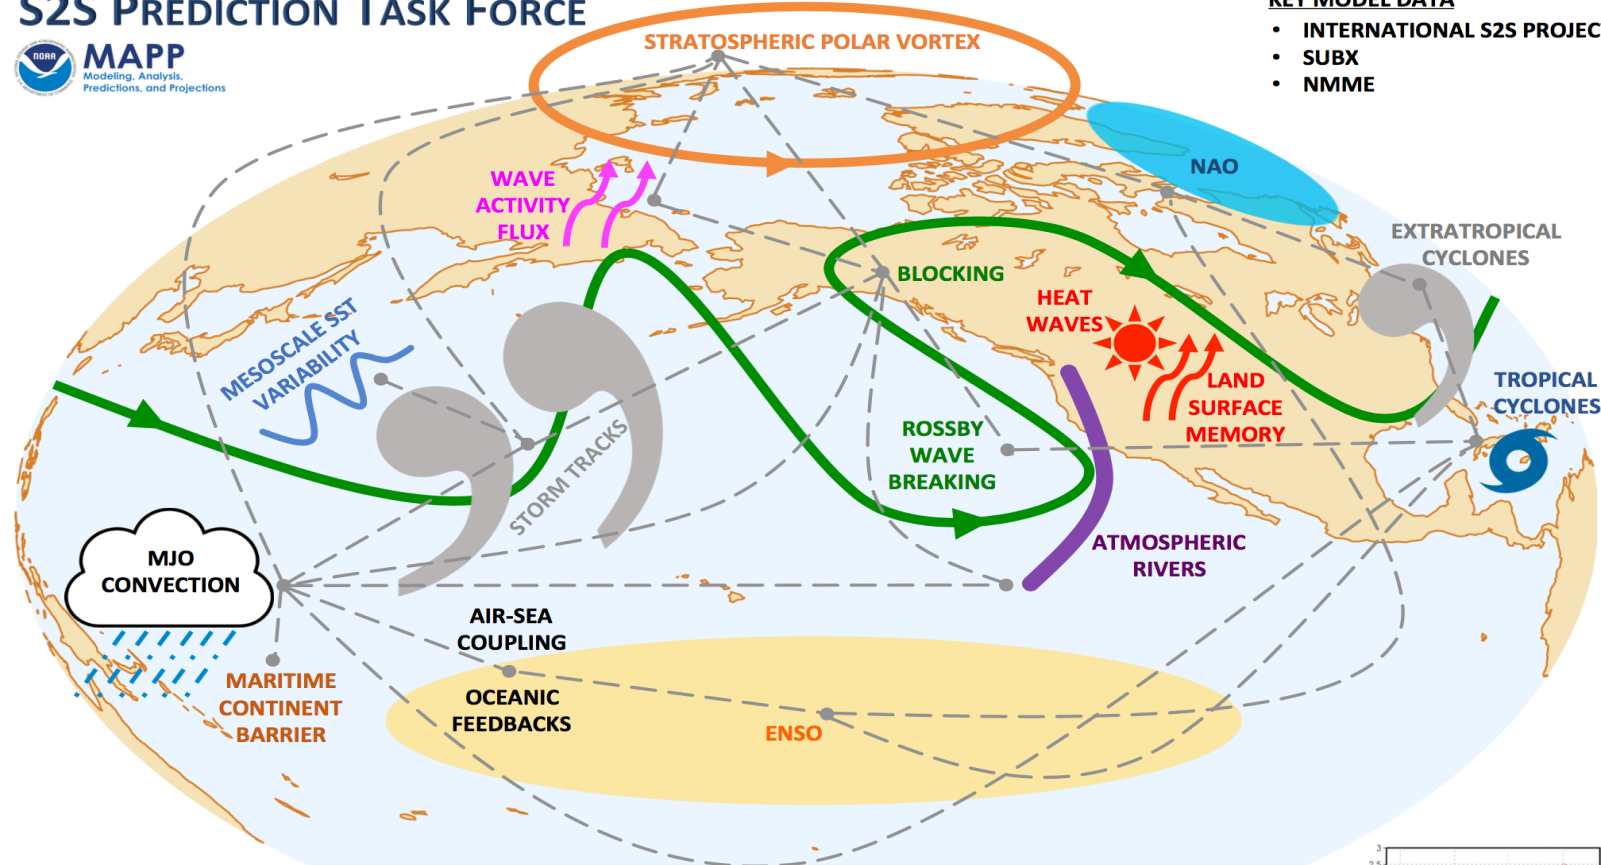 S2S PREDICTION TASK FORCE
NOAA
MAPP
Modeling, Analysis,
Predictions, and Projections
KEY MODEL DATA
• INTERNATIONAL S2S PROJEC
• SUBX
• NMME
STRATOSPHERIC POLAR VORTEX
NAO
WAVE
ACTIVITY
FLUX
EXTRATROPICAL
CYCLONES
BLOCKING
HEAT
WAVES
MESOSCALE SST
VARIABILITY
LAND
SURFACE
MEMORY
TROPICAL
CYCLONES
ROSSBY
WAVE
BREAKING
STORM TRACKS
ATMOSPHERIC
RIVERS
MJO
CONVECTION
AIR-SEA
COUPLING
MARITIME
CONTINENT
BARRIER
OCEANIC
FEEDBACKS
ENSO
3
2.5